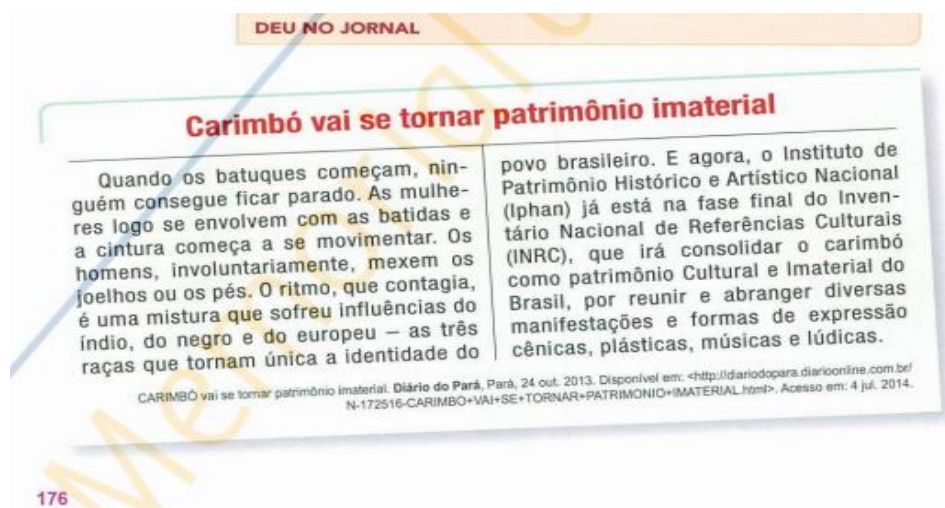 DEU NO JORNAL
Carimbó vai se tornar patrimônio imaterial
Quando os batuques começam, nin-
guém consegue ficar parado. As mulhe-
res logo se envolvem com as batidas e
a cintura começa a se movimentar. Os
homens, involuntariamente, mexem os
joelhos ou os pés. O ritmo, que contagia,
é uma mistura que sofreu influências do
índio, do negro e do europeu — as três
raças que tornam única a identidade do
povo brasileiro. E agora, o Instituto de
Patrimônio Histórico e Artístico Nacional
(Iphan) já está na fase final do Inven-
tário Nacional de Referências Culturais
(INRC), que irá consolidar o carimbó
como patrimônio Cultural e Imaterial do
Brasil, por reunir e abranger diversas
manifestações e formas de expressão
cênicas, plásticas, músicas e lúdicas.
CARIMBÓ vai se tornar patrimônio imaterial. Diário do Pará, Pará, 24 out. 2013. Disponível em: <http://diariodopara.diarioonline.com.br/
N-172516-CARIMBO+VAI+SE+TORNAR+PATRIMONIO+IMATERIAL.html>. Acesso em: 4 jul. 2014.
176